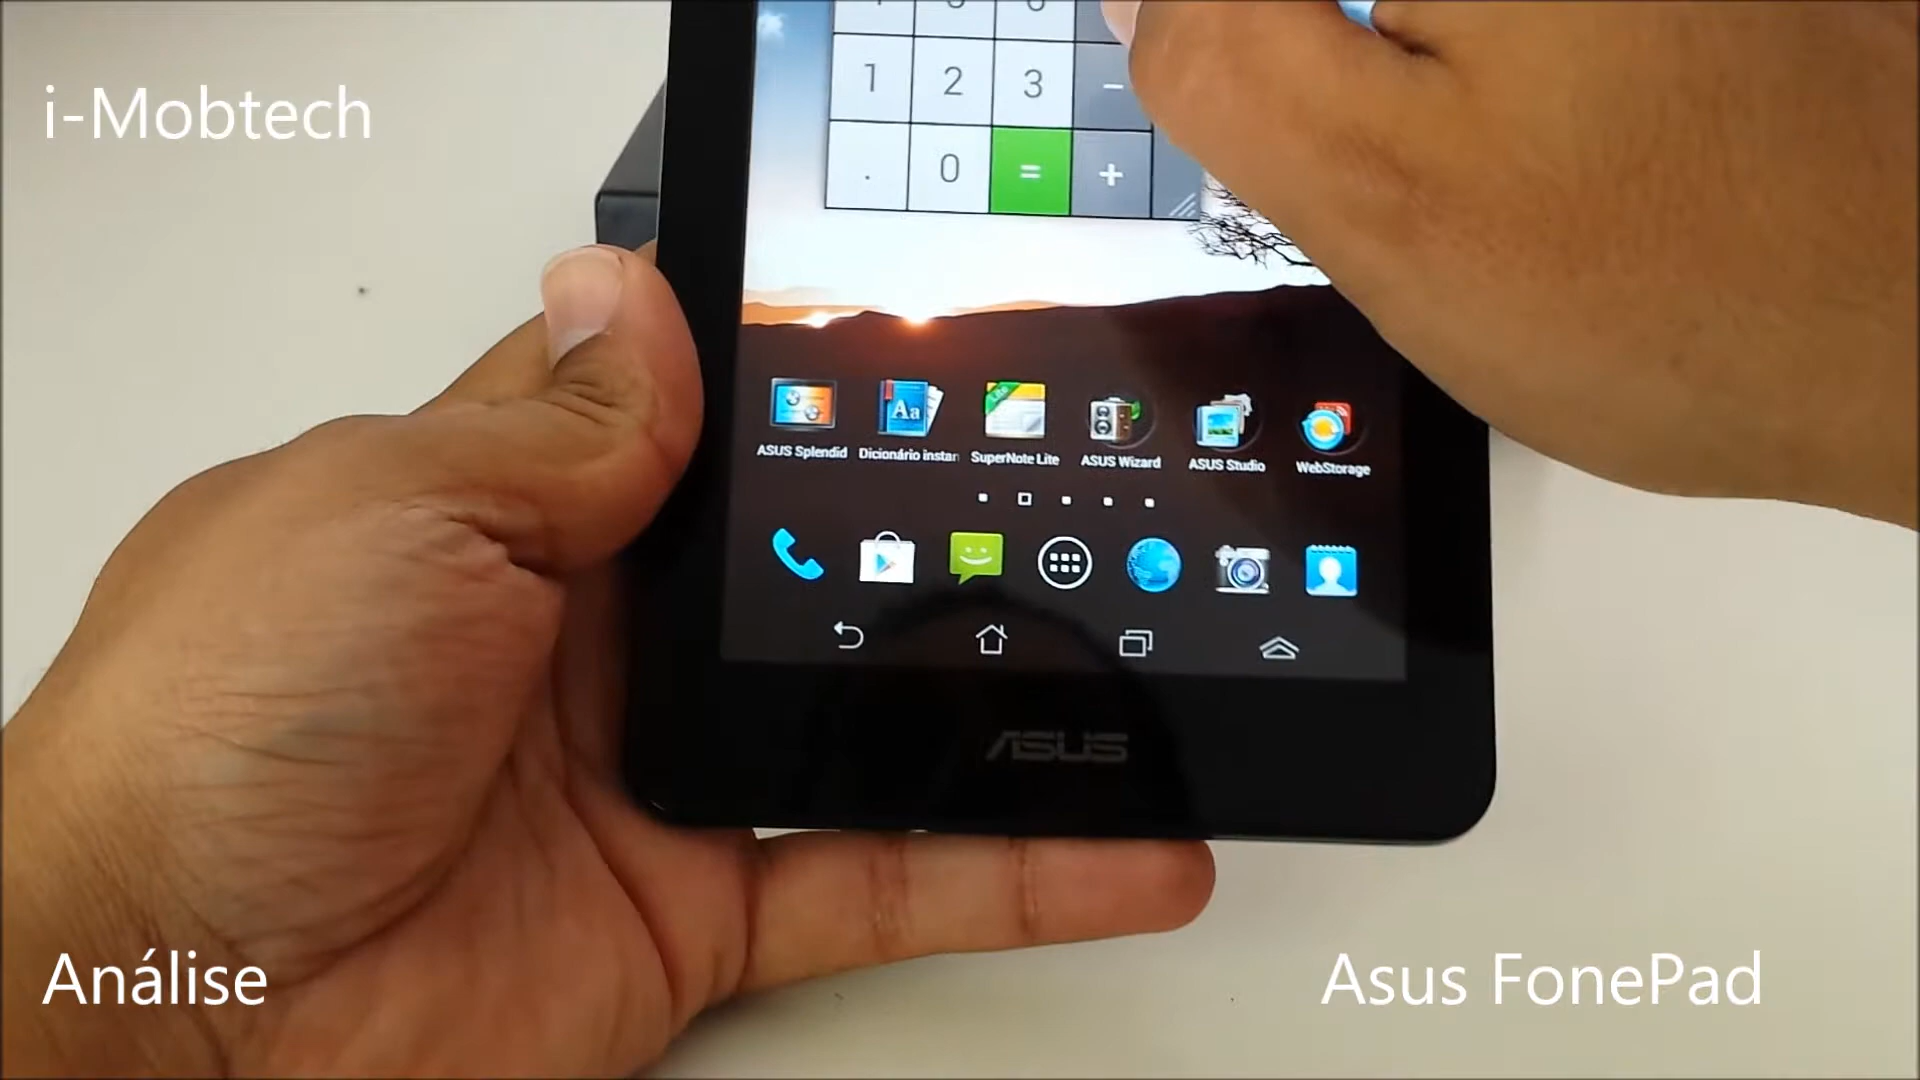 i-Mobtech
1 2 3 −
. 0 = +
ASUS Splendid
Dicionário instan
SuperNote Lite
ASUS Wizard
ASUS Studio
WebStorage
ASUS
Análise
Asus FonePad